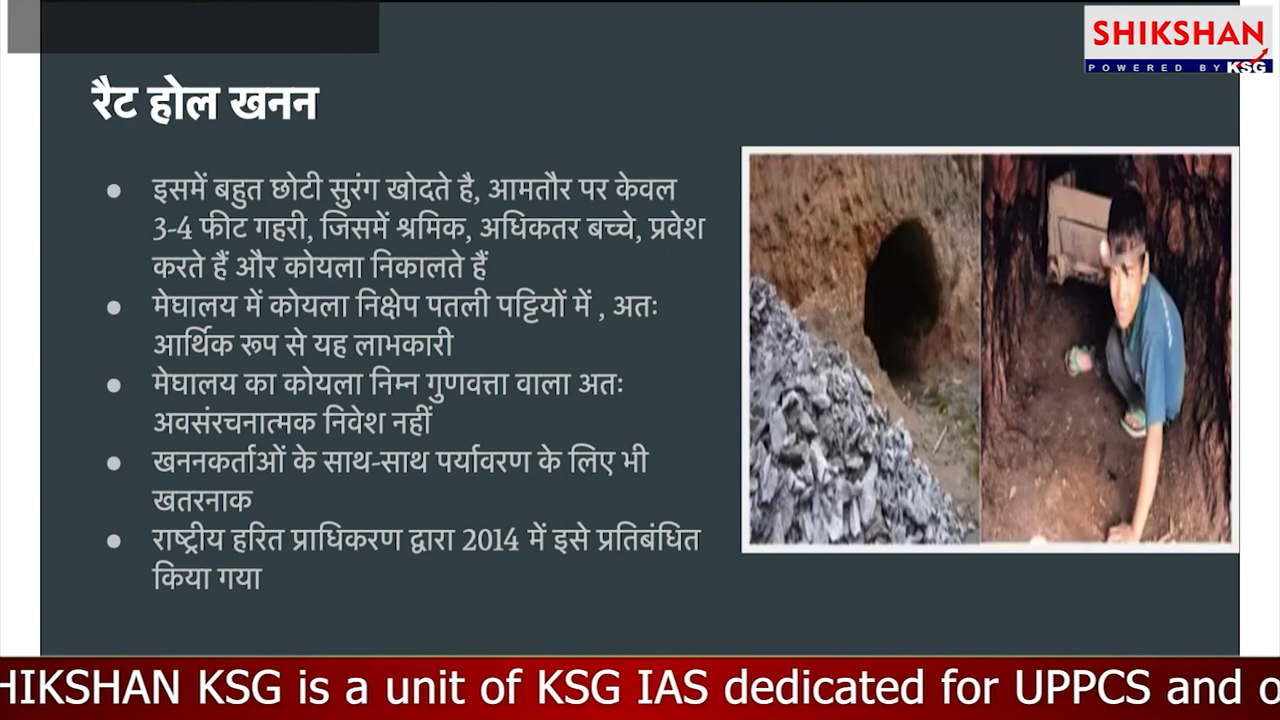 SHIKSHAN
POWERED BY KSG
रैट होल खनन
● इसमें बहुत छोटी सुरंग खोदते है, आमतौर पर केवल
3-4 फीट गहरी, जिसमें श्रमिक, अधिकतर बच्चे, प्रवेश
करते हैं और कोयला निकालते हैं
● मेघालय में कोयला निक्षेप पतली पट्टियों में , अतः
आर्थिक रूप से यह लाभकारी
● मेघालय का कोयला निम्न गुणवत्ता वाला अतः
अवसंरचनात्मक निवेश नहीं
● खननकर्ताओं के साथ-साथ पर्यावरण के लिए भी
खतरनाक
● राष्ट्रीय हरित प्राधिकरण द्वारा 2014 में इसे प्रतिबंधित
किया गया
HIKSHAN KSG is a unit of KSG IAS dedicated for UPPCS and o